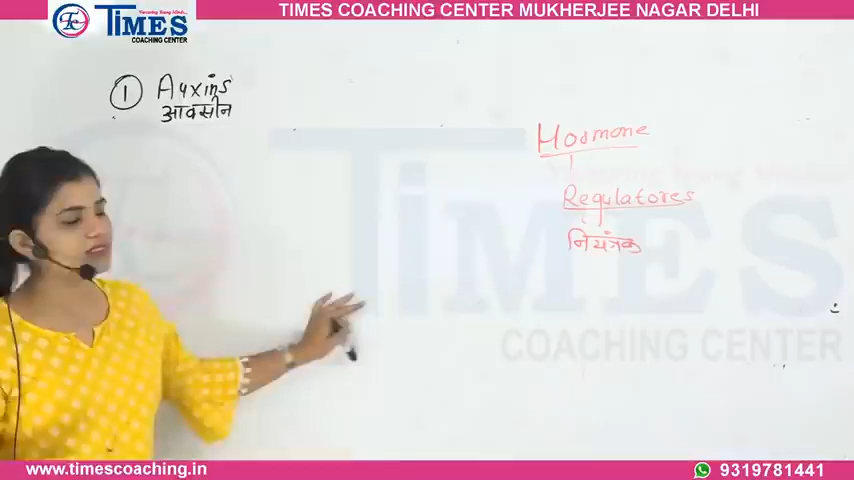 TIMES COACHING CENTER MUKHERJEE NAGAR DELHI
TIMES
COACHING CENTER
1 Auxins
आक्सीन
Hormone
Regulatores
नियंत्रक
TIMES
COACHING CENTER
www.timescoaching.in
9319781441